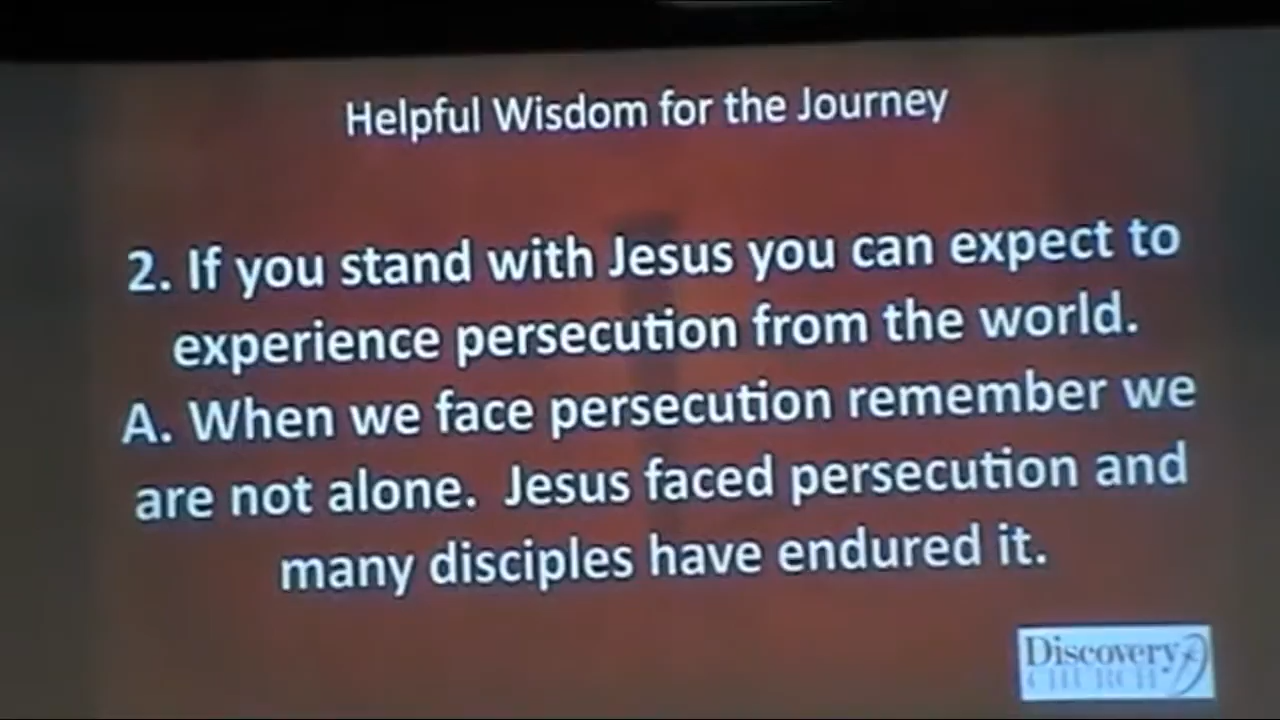 Helpful Wisdom for the Journey
2. If you stand with Jesus you can expect to
experience persecution from the world.
A. When we face persecution remember we
are not alone.  Jesus faced persecution and
many disciples have endured it.
Discovery
CHURCH